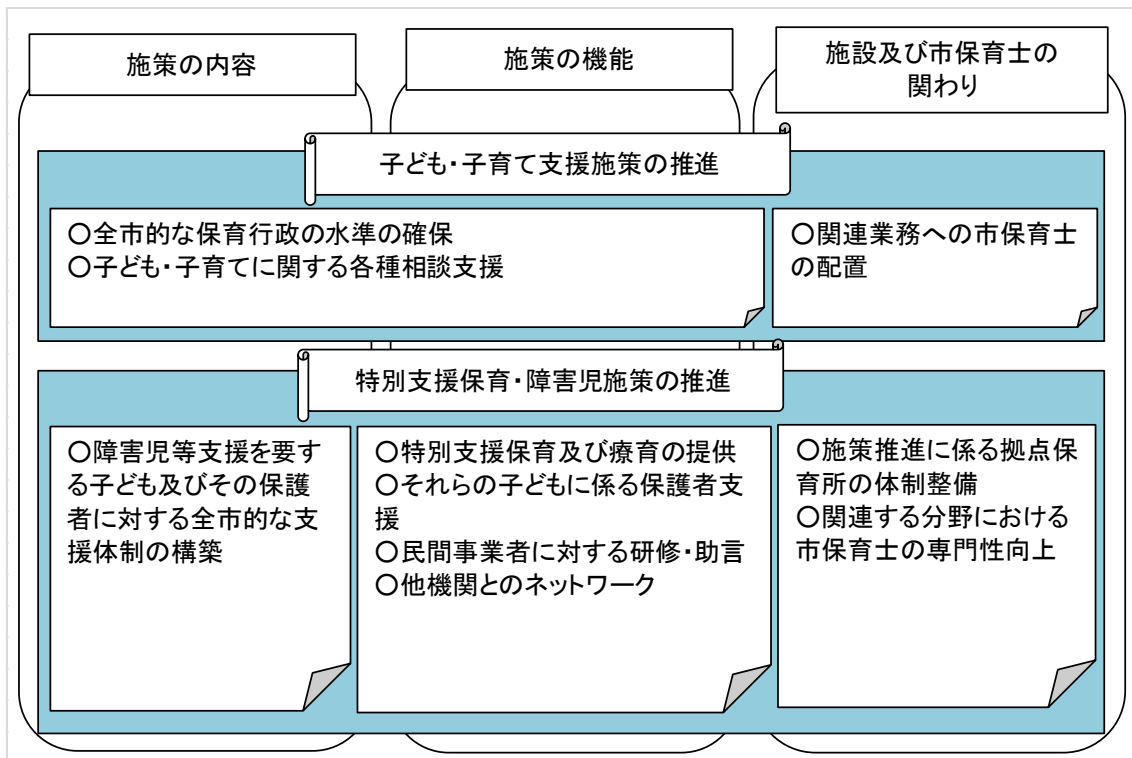 施策の内容
施策の機能
施設及び市保育士の
関わり
子ども・子育て支援施策の推進
〇全市的な保育行政の水準の確保
〇子ども・子育てに関する各種相談支援
〇関連業務への市保育士
の配置
特別支援保育・障害児施策の推進
〇障害児等支援を要す
る子ども及びその保護
者に対する全市的な支
援体制の構築
〇特別支援保育及び療育の提供
〇それらの子どもに係る保護者支
援
〇民間事業者に対する研修・助言
〇他機関とのネットワーク
〇施策推進に係る拠点保
育所の体制整備
〇関連する分野における
市保育士の専門性向上